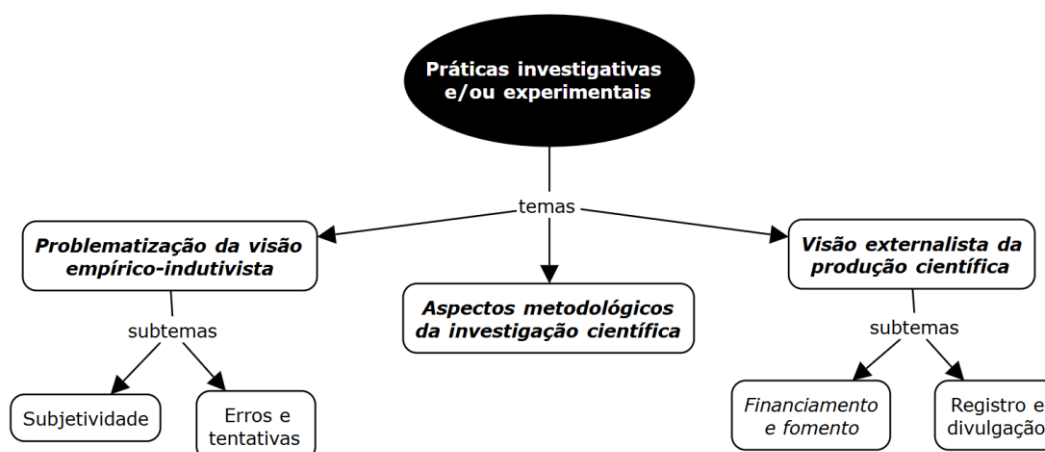 Práticas investigativas
e/ou experimentais
temas
Problematização da visão
empírico-indutivista
Aspectos metodológicos
da investigação científica
Visão externalista da
produção científica
subtemas
subtemas
Subjetividade
Erros e
tentativas
Financiamento
e fomento
Registro e
divulgação